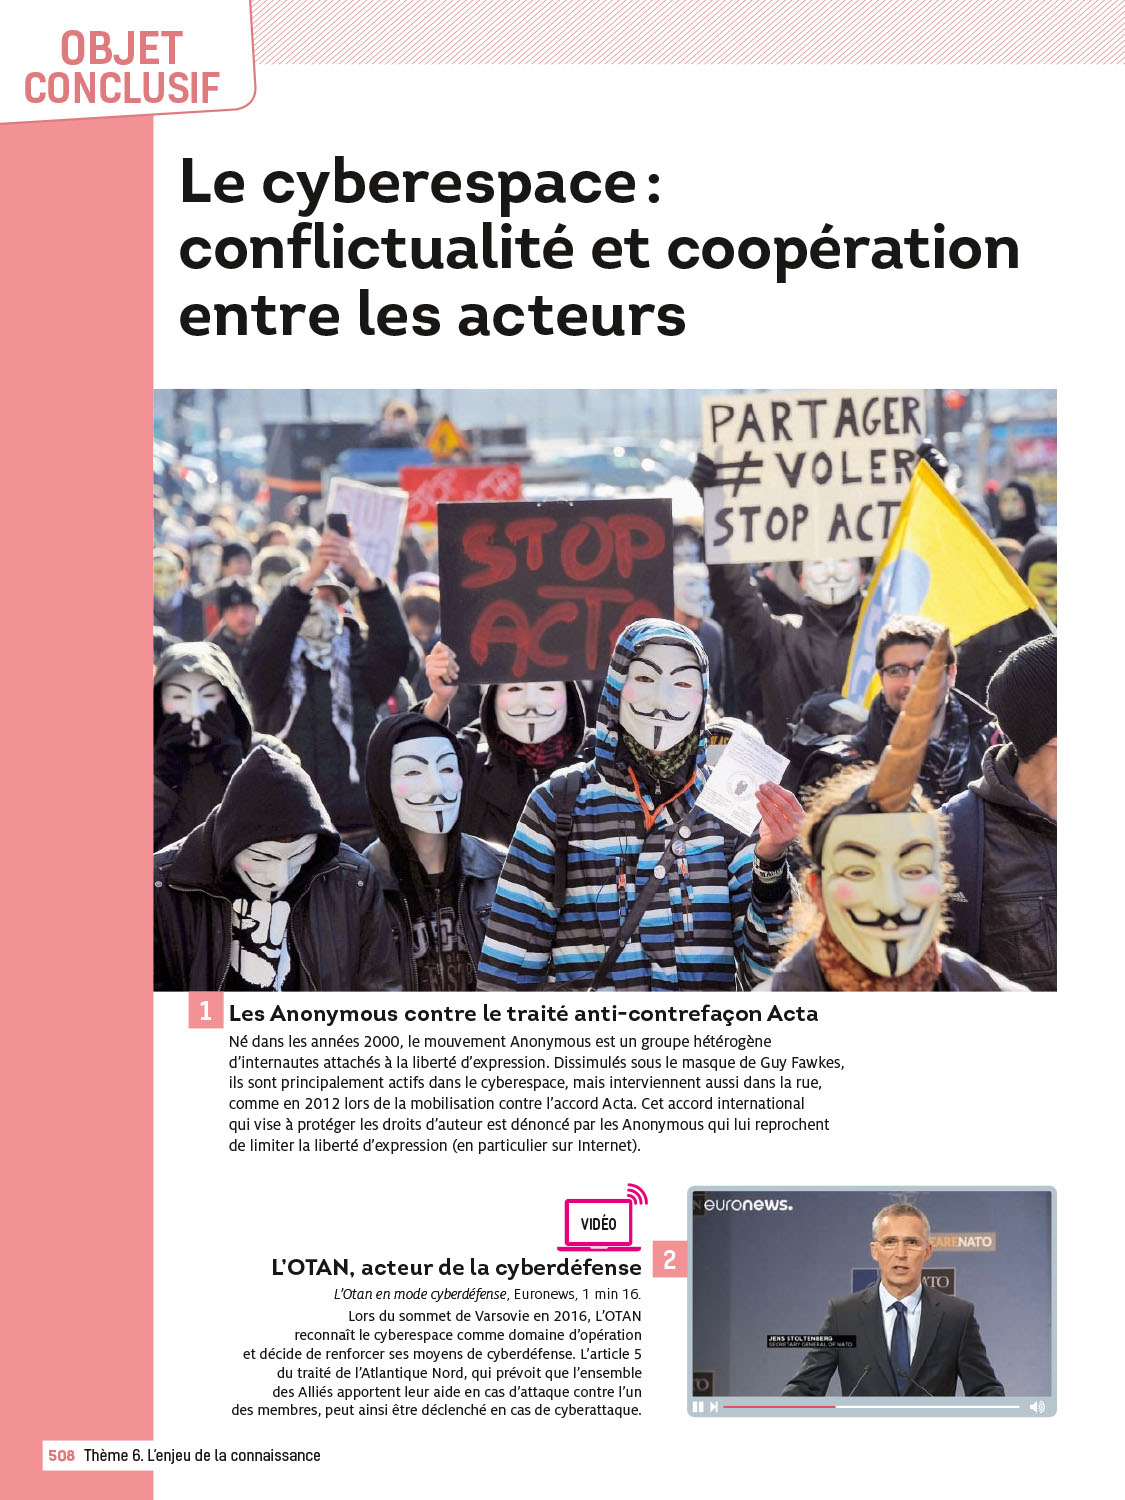 OBJET
CONCLUSIF
Le cyberespace :
conflictualité et coopération
entre les acteurs
PARTAGER
≠ VOLER
STOP ACT
STOP
ACTA
STOP
ACTA
1 Les Anonymous contre le traité anti-contrefaçon Acta
Né dans les années 2000, le mouvement Anonymous est un groupe hétérogène
d’internautes attachés à la liberté d’expression. Dissimulés sous le masque de Guy Fawkes,
ils sont principalement actifs dans le cyberespace, mais interviennent aussi dans la rue,
comme en 2012 lors de la mobilisation contre l’accord Acta. Cet accord international
qui vise à protéger les droits d’auteur est dénoncé par les Anonymous qui lui reprochent
de limiter la liberté d’expression (en particulier sur Internet).
VIDÉO
2
L’OTAN, acteur de la cyberdéfense
L’Otan en mode cyberdéfense, Euronews, 1 min 16.
Lors du sommet de Varsovie en 2016, L’OTAN
reconnaît le cyberespace comme domaine d’opération
et décide de renforcer ses moyens de cyberdéfense. L’article 5
du traité de l’Atlantique Nord, qui prévoit que l’ensemble
des Alliés apportent leur aide en cas d’attaque contre l’un
des membres, peut ainsi être déclenché en cas de cyberattaque.
euronews.
EARENATO
ATO
JENS STOLTENBERG
SECRETARY GENERAL OF NATO
508 Thème 6. L’enjeu de la connaissance